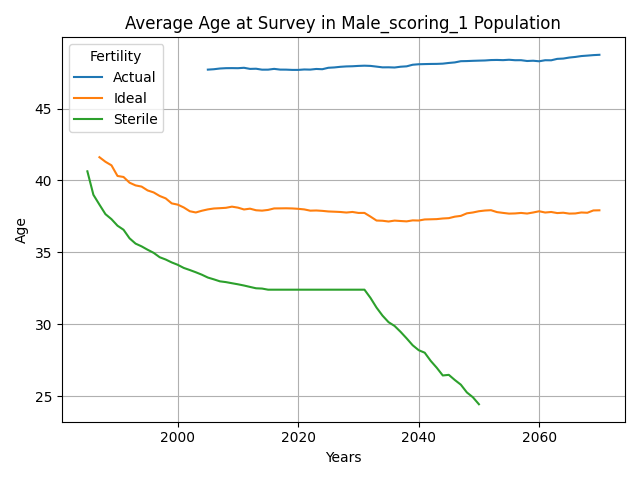 Average Age at Survey in Male_scoring_1 Population
Fertility
Actual
Ideal
Sterile
45
40
35
30
25
Age
2000
2020
2040
2060
Years